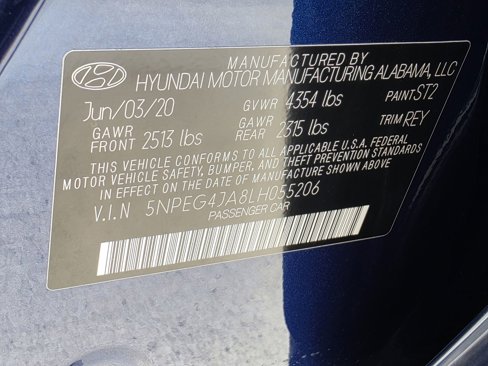 MANUFACTURED BY
HYUNDAI MOTOR MANUFACTURING ALABAMA, LLC
Jun/03/20 GVWR 4354 lbs PAINT ST2
GAWR FRONT 2513 lbs GAWR REAR 2315 lbs TRIM REY
THIS VEHICLE CONFORMS TO ALL APPLICABLE U.S.A. FEDERAL
MOTOR VEHICLE SAFETY, BUMPER, AND THEFT PREVENTION STANDARDS
IN EFFECT ON THE DATE OF MANUFACTURE SHOWN ABOVE.
V.I.N 5NPEG4JA8LH055206
PASSENGER CAR